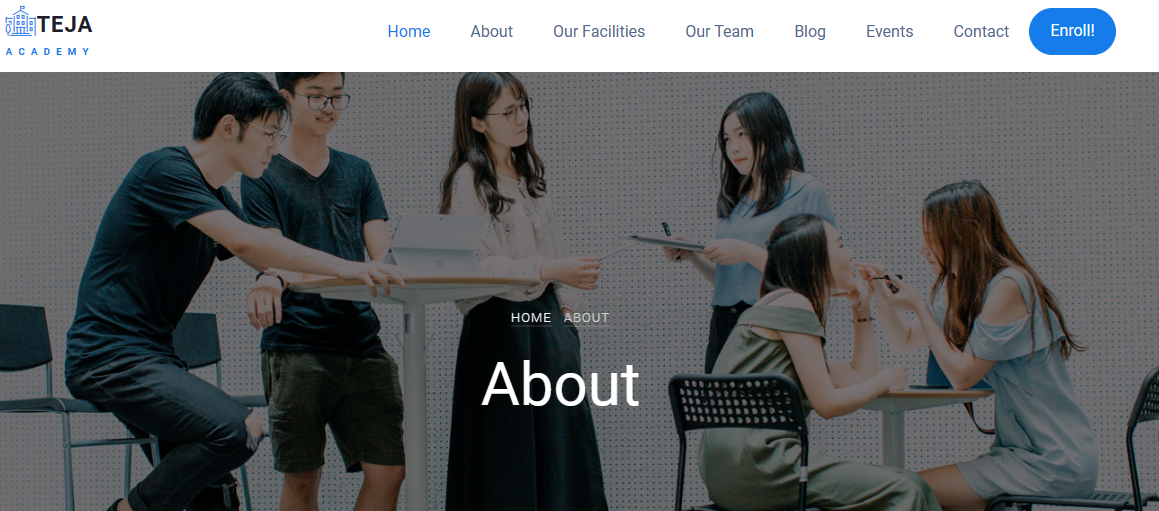 TEJA
ACADEMY
Home About Our Facilities Our Team Blog Events Contact Enroll!
HOME ABOUT
About